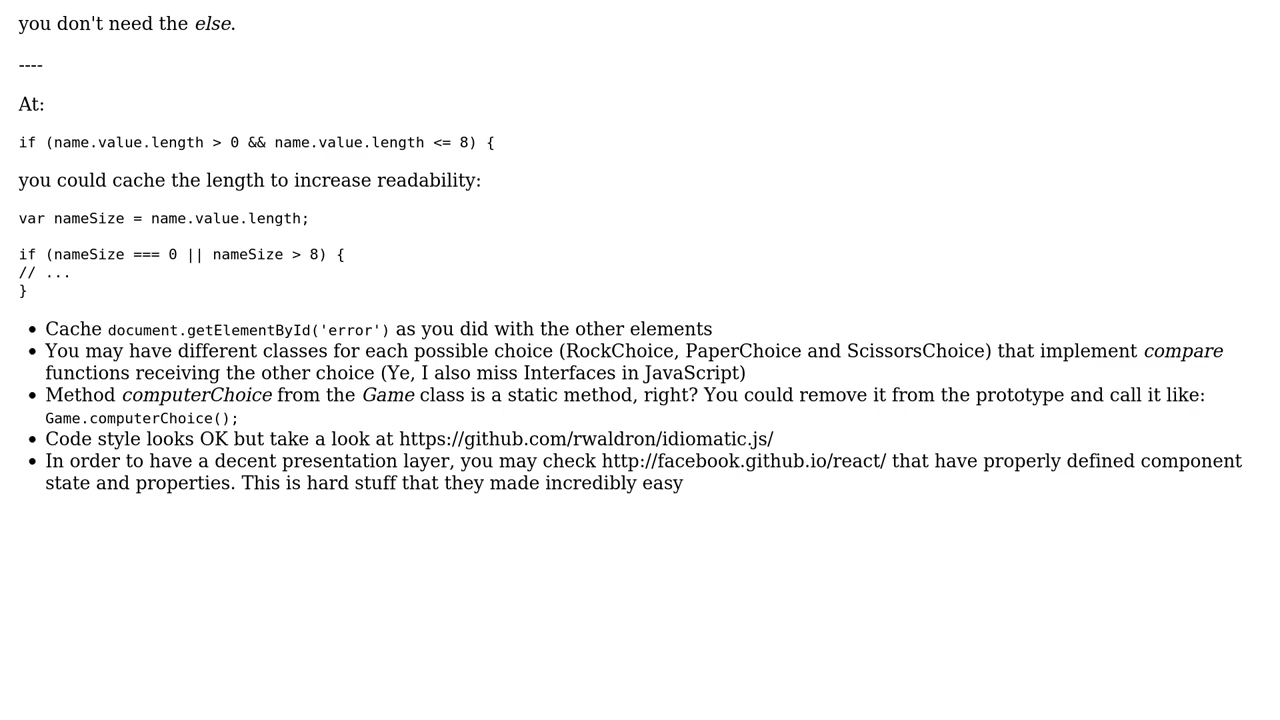 you don't need the else.
----
At:
if (name.value.length > 0 && name.value.length <= 8) {
you could cache the length to increase readability:
var nameSize = name.value.length;
if (nameSize === 0 || nameSize > 8) {
// ...
}
• Cache document.getElementById('error') as you did with the other elements
• You may have different classes for each possible choice (RockChoice, PaperChoice and ScissorsChoice) that implement compare
functions receiving the other choice (Ye, I also miss Interfaces in JavaScript)
• Method computerChoice from the Game class is a static method, right? You could remove it from the prototype and call it like:
Game.computerChoice();
• Code style looks OK but take a look at https://github.com/rwaldron/idiomatic.js/
• In order to have a decent presentation layer, you may check http://facebook.github.io/react/ that have properly defined component
state and properties. This is hard stuff that they made incredibly easy